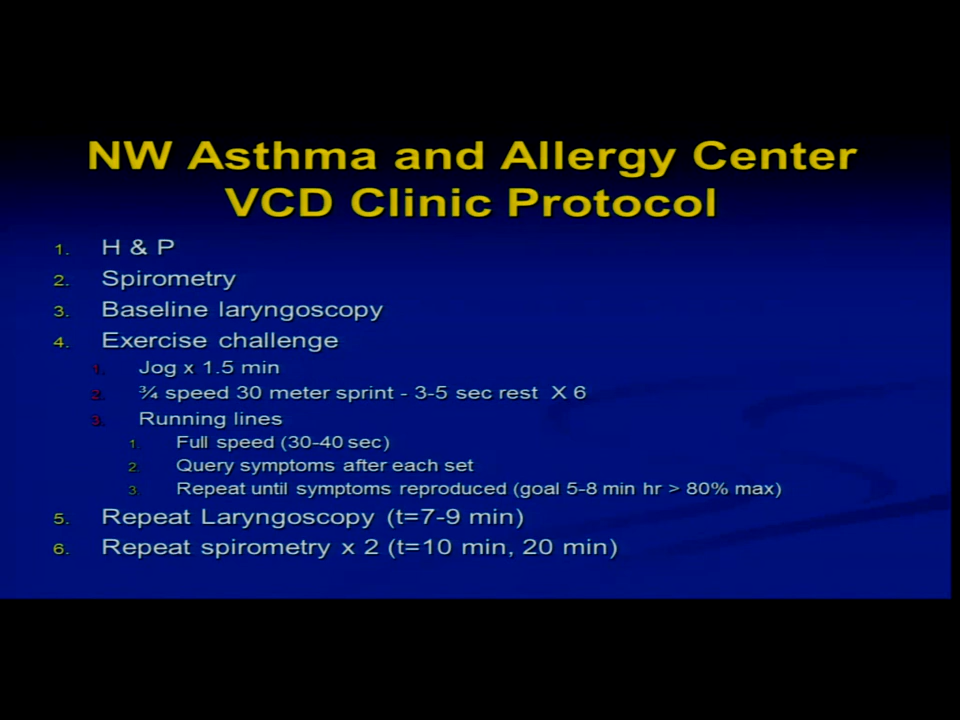 NW Asthma and Allergy Center
VCD Clinic Protocol
1. H & P
2. Spirometry
3. Baseline laryngoscopy
4. Exercise challenge
1. Jog x 1.5 min
2. ¾ speed 30 meter sprint - 3-5 sec rest X 6
3. Running lines
1. Full speed (30-40 sec)
2. Query symptoms after each set
3. Repeat until symptoms reproduced (goal 5-8 min hr > 80% max)
5. Repeat Laryngoscopy (t=7-9 min)
6. Repeat spirometry x 2 (t=10 min, 20 min)